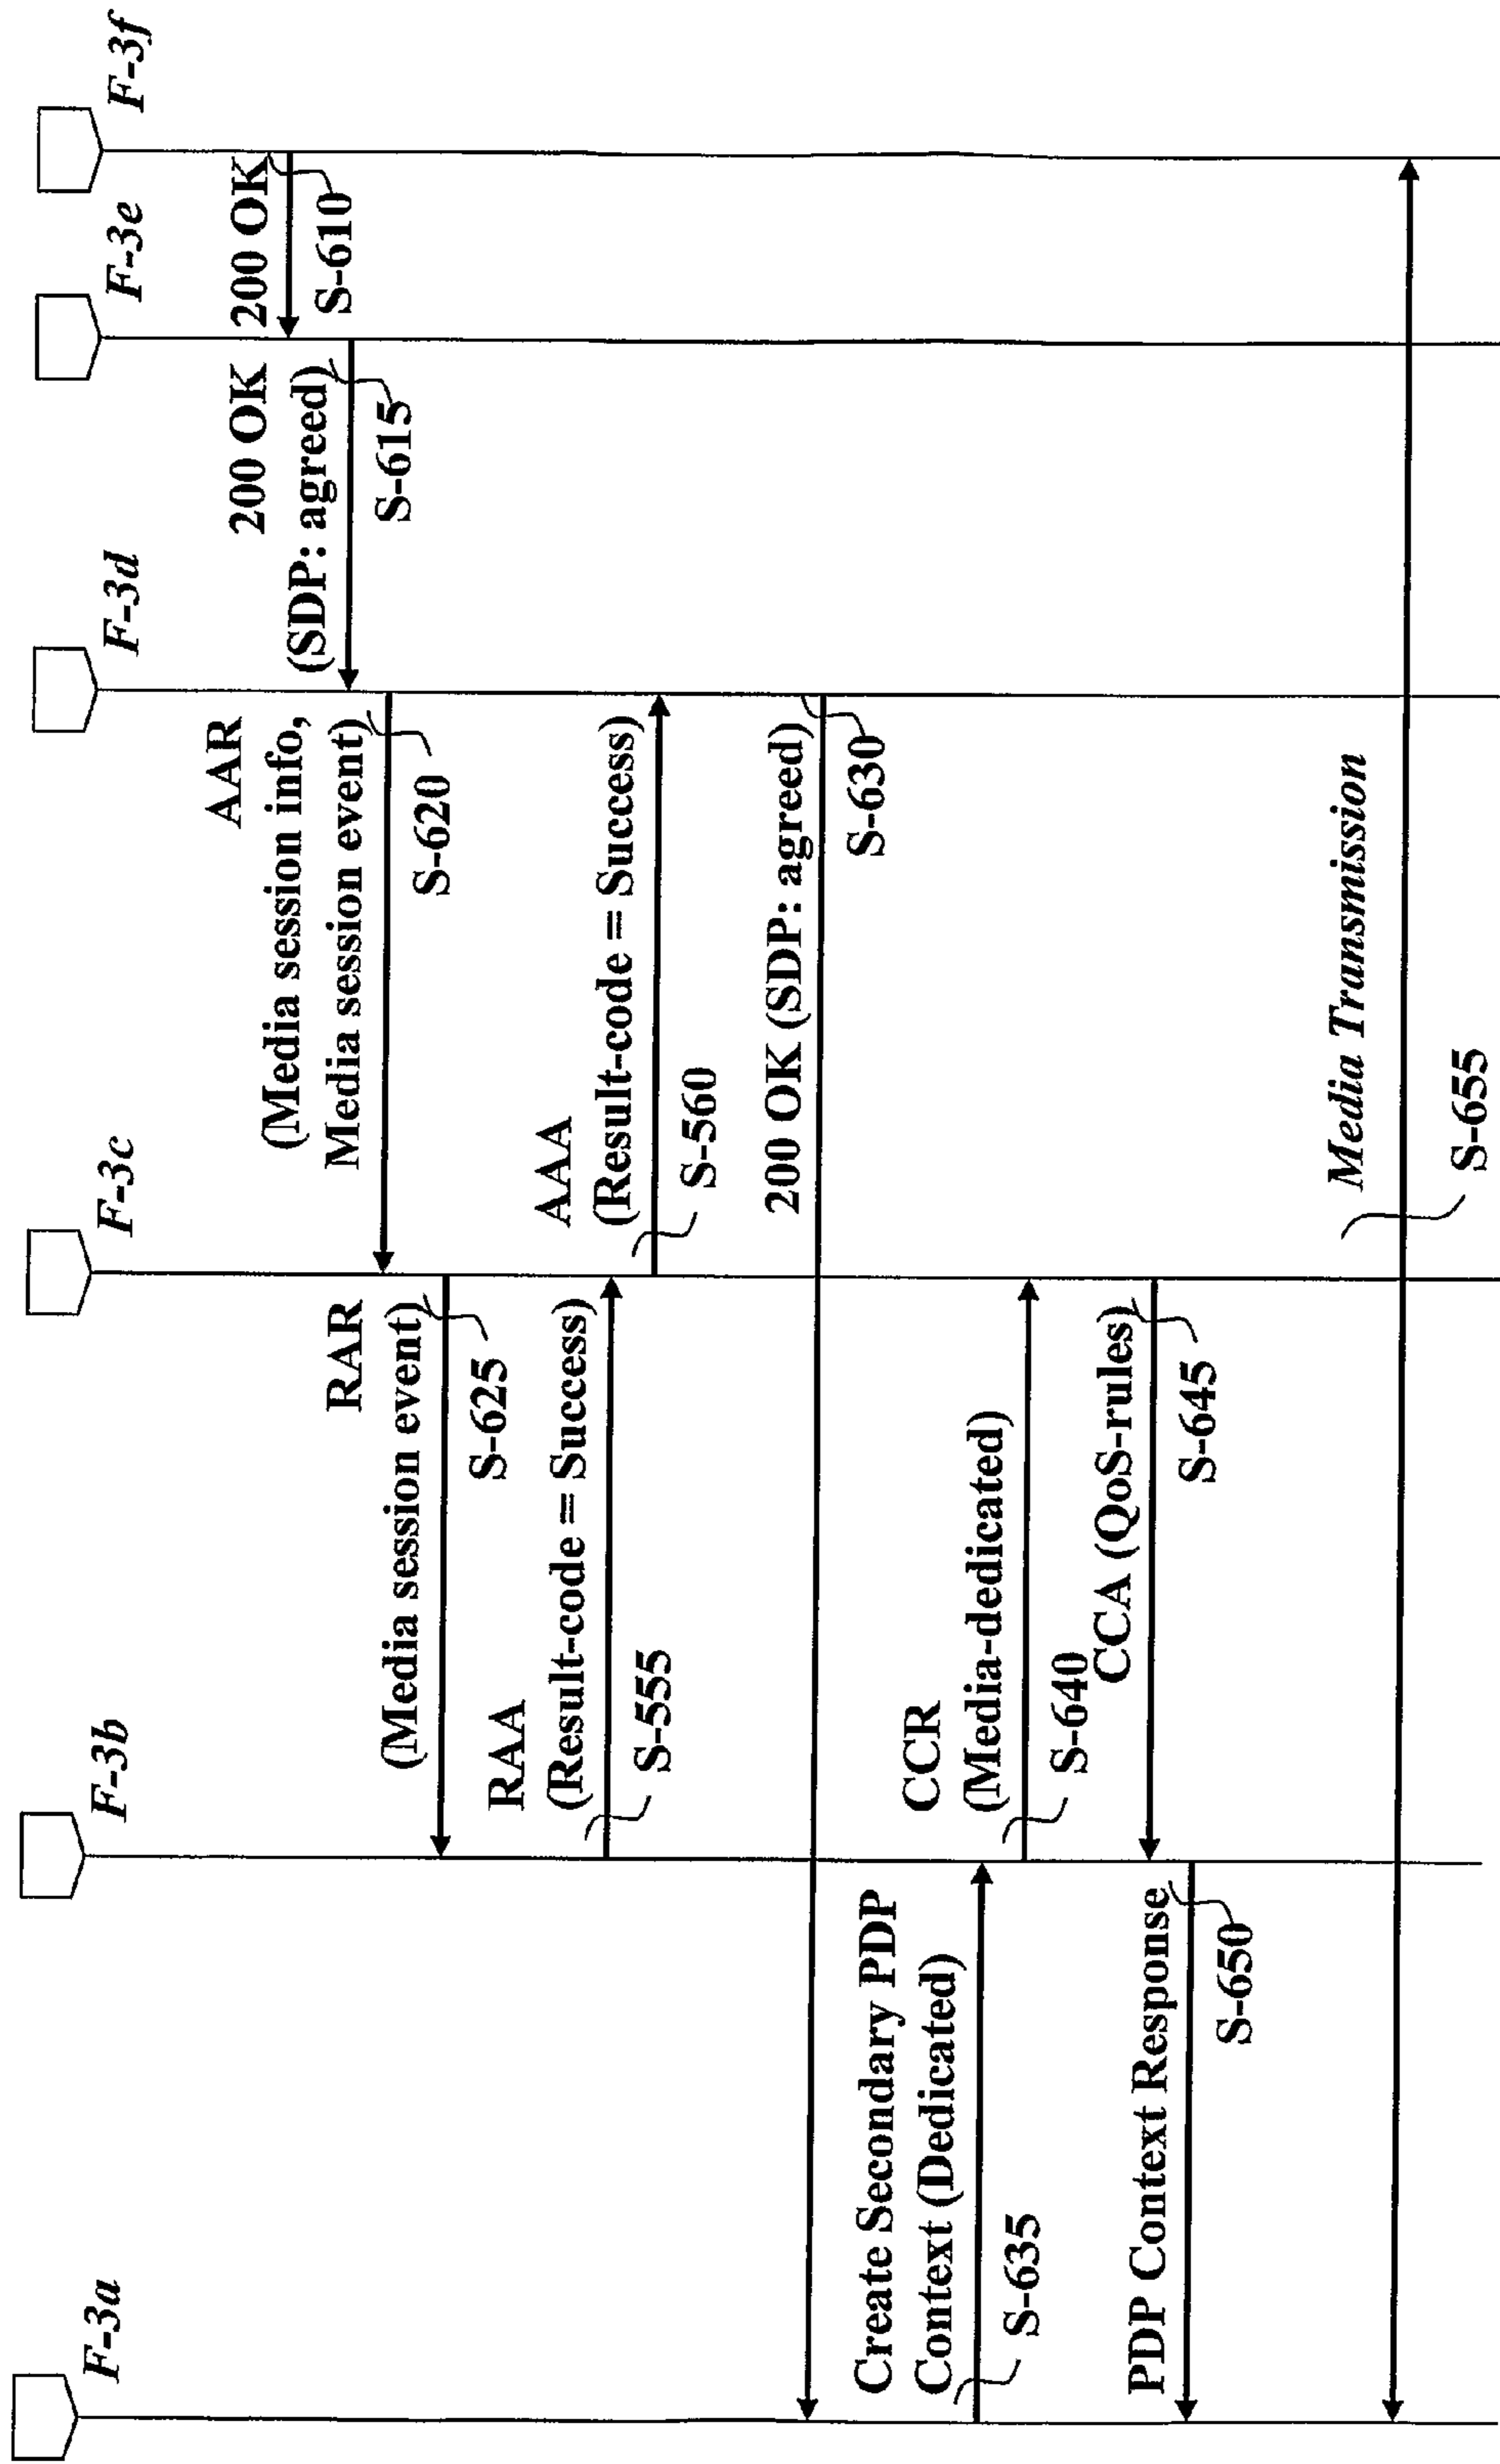 F-3a
F-3b
F-3c
F-3d
F-3e
F-3f
200 OK
S-610
200 OK
(SDP: agreed)
S-615
AAR
(Media session info,
Media session event)
S-620
RAR
(Media session event)
S-625
RAA
(Result-code = Success)
S-555
AAA
(Result-code = Success)
S-560
200 OK (SDP: agreed)
S-630
Create Secondary PDP
Context (Dedicated)
S-635
CCR
(Media-dedicated)
S-640
CCA (QoS-rules)
S-645
PDP Context Response
S-650
Media Transmission
S-655